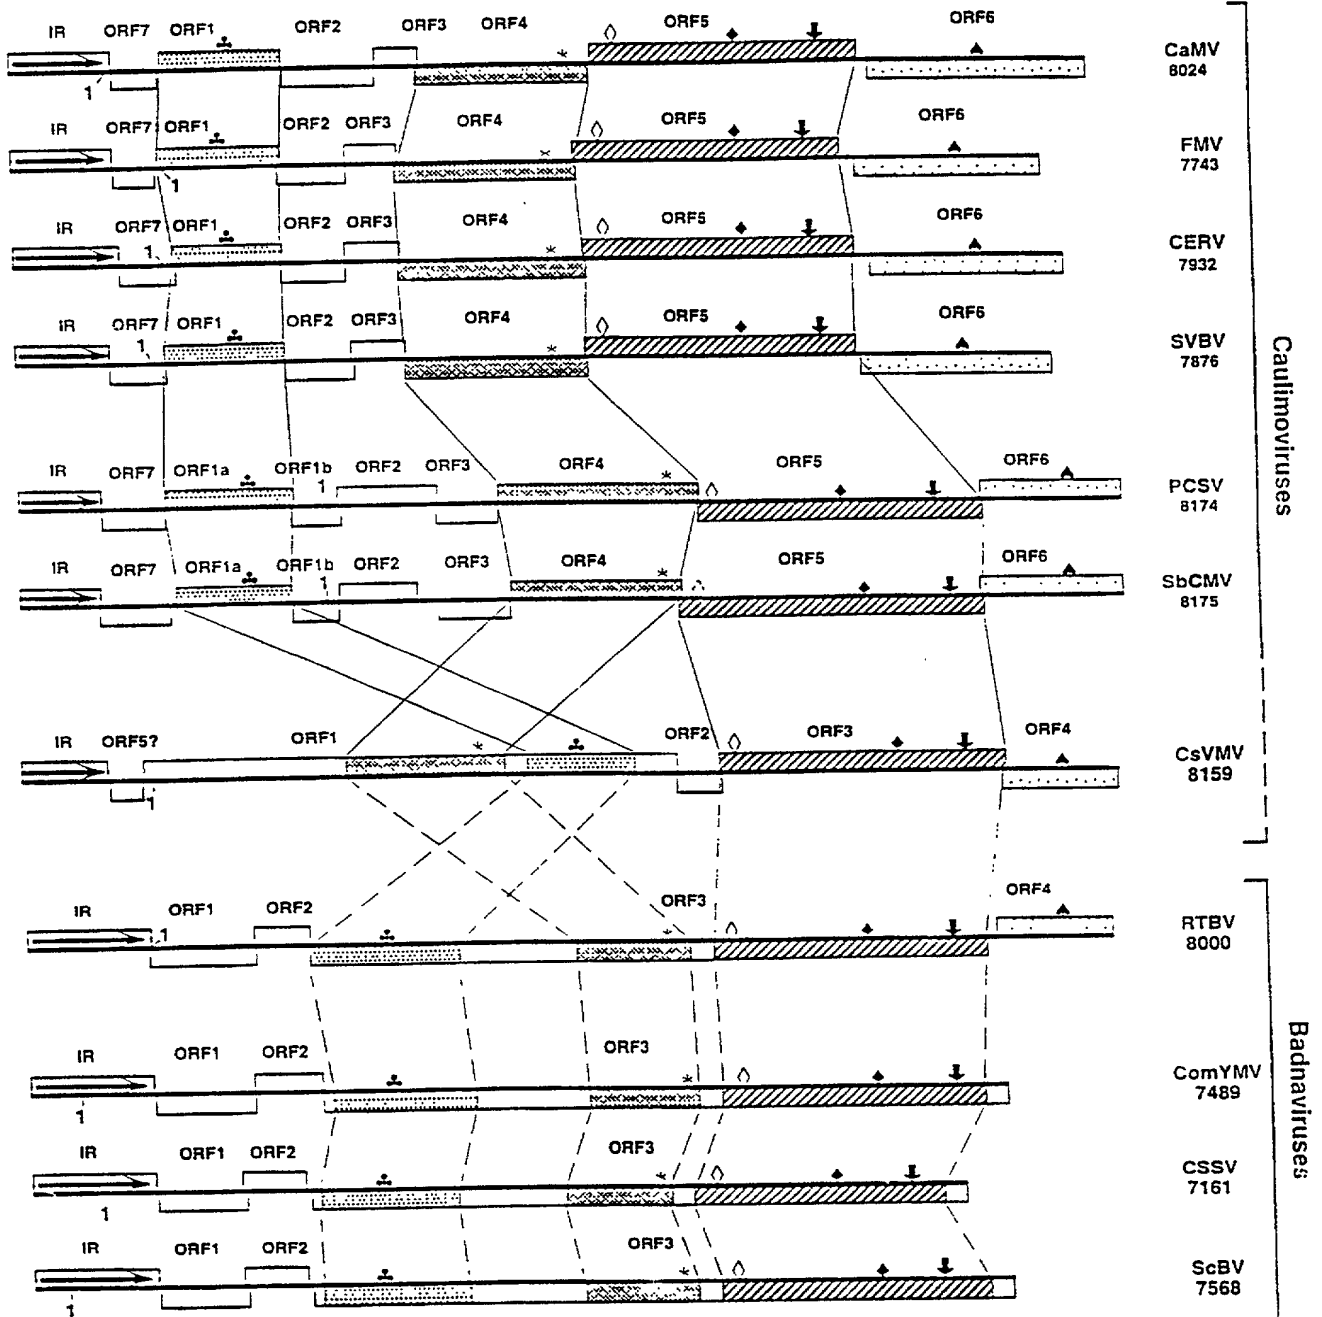 IR ORF7 ORF1 ORF2 ORF3 ORF4 ORF5 ORF6
CaMV
8024
1
IR ORF7 ORF1 ORF2 ORF3 ORF4 ORF5 ORF6
FMV
7743
1
IR ORF7 ORF1 ORF2 ORF3 ORF4 ORF5 ORF6
CERV
7932
1
IR ORF7 ORF1 ORF2 ORF3 ORF4 ORF5 ORF6
SVBV
7876
1
Caulimoviruses
IR ORF7 ORF1a ORF1b ORF2 ORF3 ORF4 ORF5 ORF6
PCSV
8174
1
IR ORF7 ORF1a ORF1b ORF2 ORF3 ORF4 ORF5 ORF6
SbCMV
8175
1
IR ORF5? ORF1 ORF2 ORF3 ORF4
CsVMV
8159
1
IR ORF1 ORF2 ORF3 ORF4
RTBV
8000
1
IR ORF1 ORF2 ORF3
ComYMV
7489
1
Badnaviruses
IR ORF1 ORF2 ORF3
CSSV
7161
1
IR ORF1 ORF2 ORF3
ScBV
7568
1